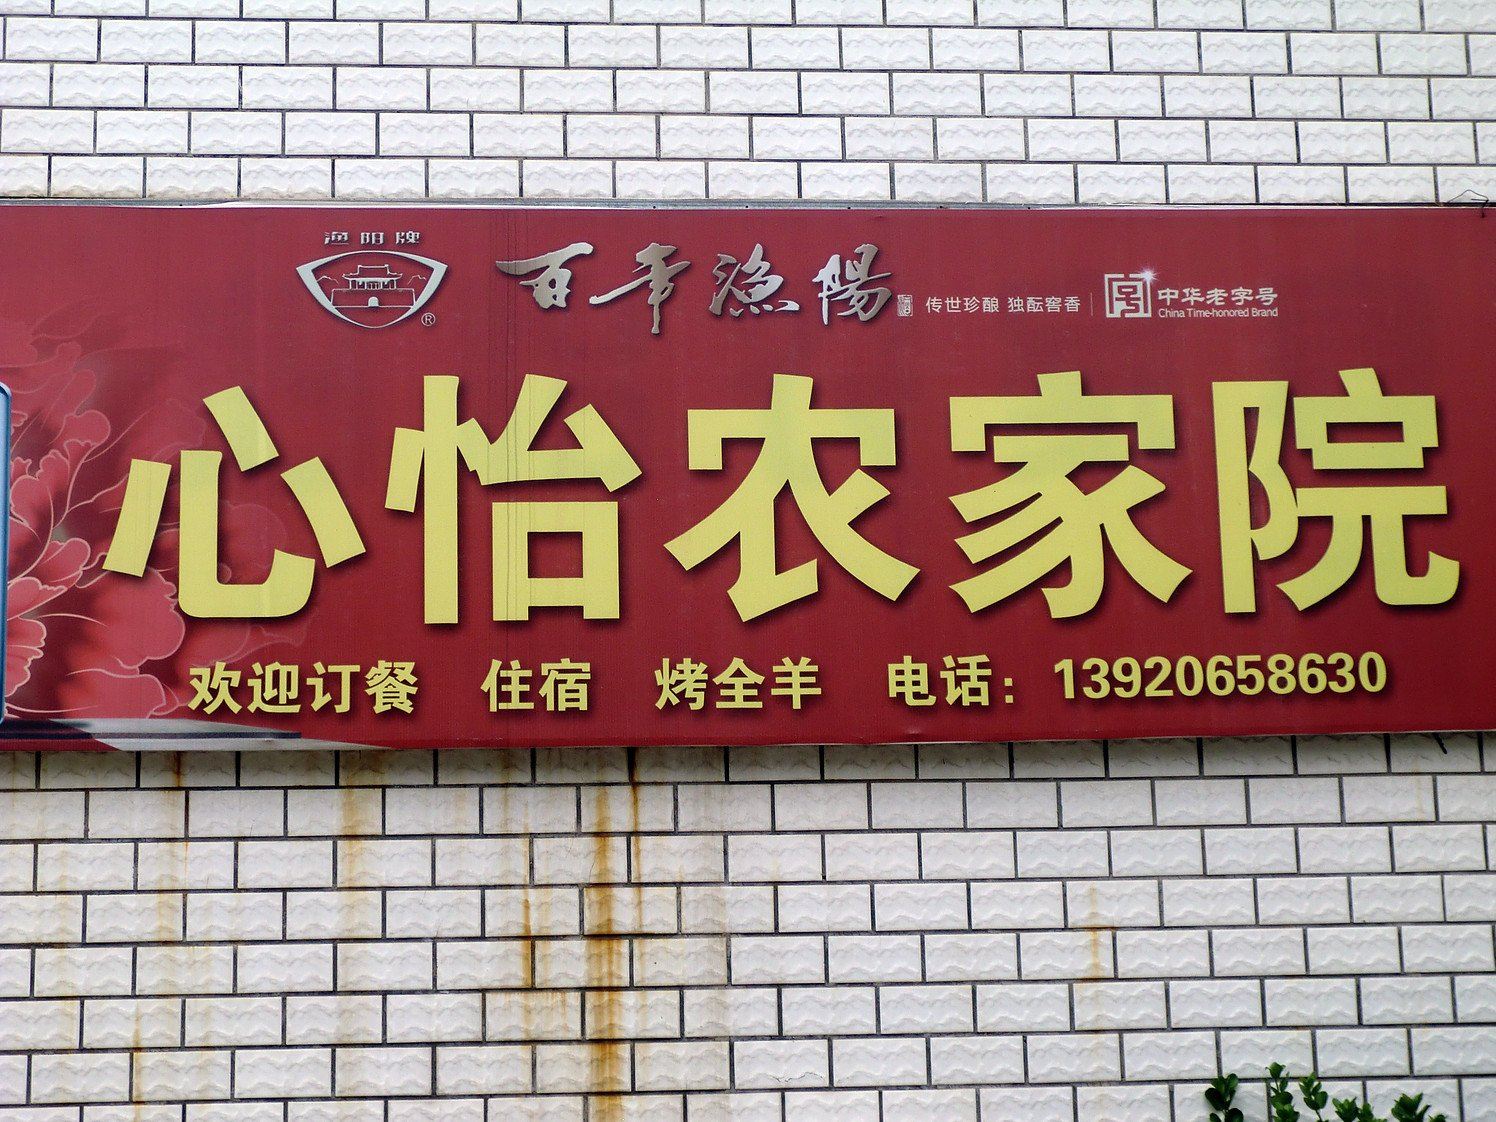 渔阳牌
®
百年渔陽
传世珍酿 独酝窖香
中华老字号
China Time-honored Brand
心怡农家院
欢迎订餐 住宿 烤全羊 电话：13920658630